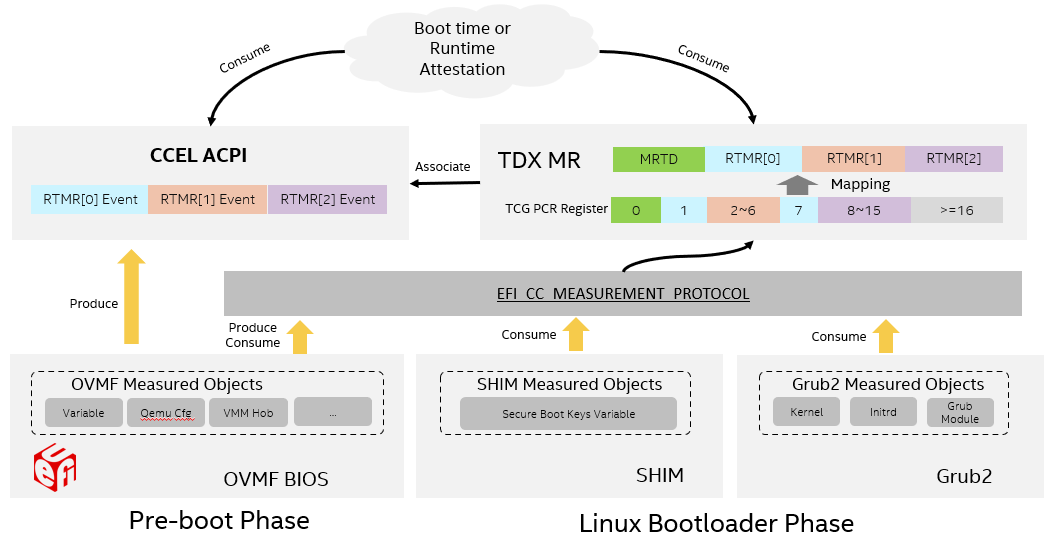 Boot time or
Runtime
Attestation
Consume
Consume
CCEL ACPI
RTMR[0] Event
RTMR[1] Event
RTMR[2] Event
Associate
TDX MR
MRTD
RTMR[0]
RTMR[1]
RTMR[2]
Mapping
TCG PCR Register
0
1
2~6
7
8~15
>=16
EFI_CC_MEASUREMENT_PROTOCOL
Produce
Produce
Consume
Consume
Consume
OVMF Measured Objects
Variable
Qemu Cfg
VMM Hob
...
UEFI
OVMF BIOS
SHIM Measured Objects
Secure Boot Keys Variable
SHIM
Grub2 Measured Objects
Kernel
Initrd
Grub
Module
Grub2
Pre-boot Phase
Linux Bootloader Phase